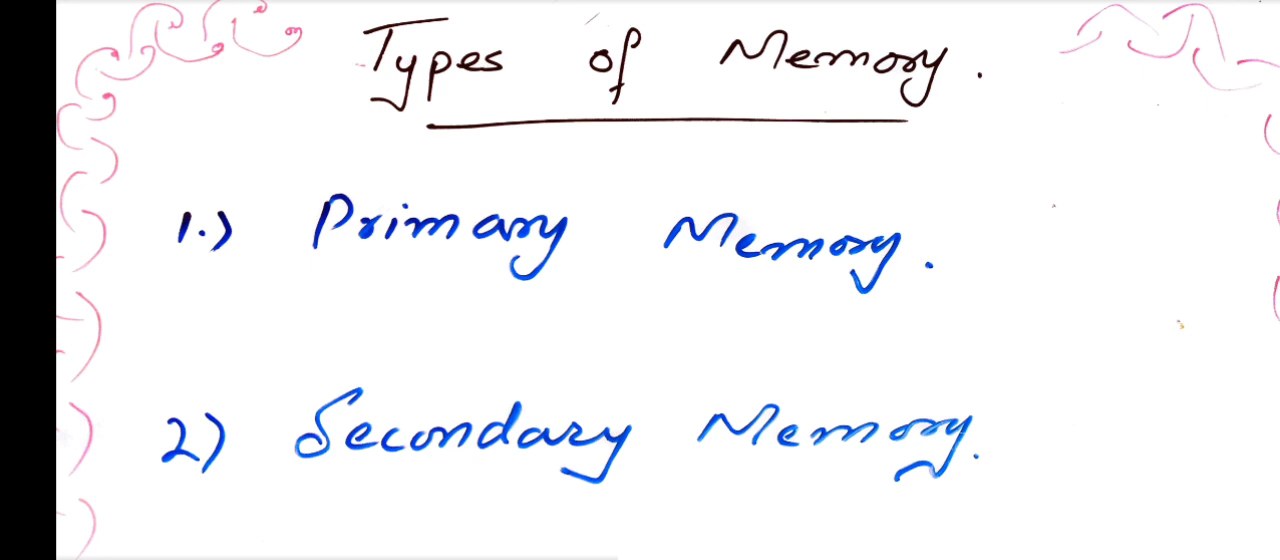 Types of Memory.
1.) Primary Memory.
2) Secondary Memory.